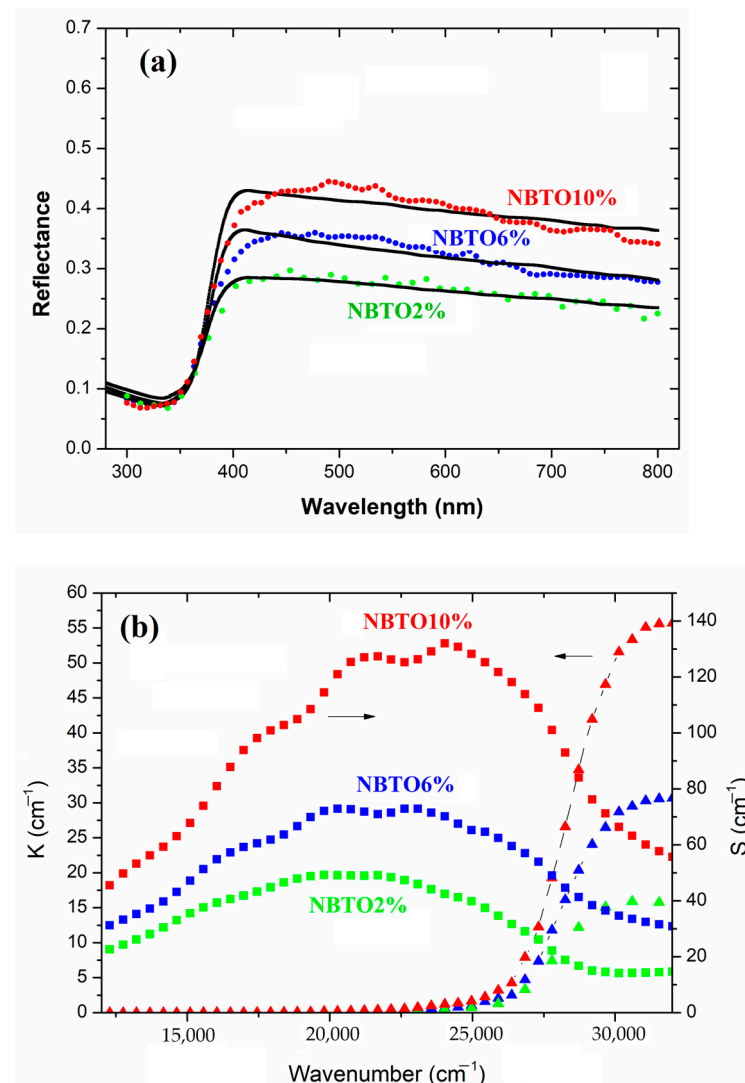 0.7
(a)
0.6
0.5
NBTO10%
0.4
NBTO6%
0.3
NBTO2%
0.2
0.1
0.0
Reflectance
300 400 500 600 700 800
Wavelength (nm)
60
(b)
NBTO10%
140
55
50
120
45
40
100
35
30
NBTO6%
80
25
60
20
NBTO2%
40
15
10
20
5
0
0
K (cm⁻¹)
S (cm⁻¹)
15,000 20,000 25,000 30,000
Wavenumber (cm⁻¹)